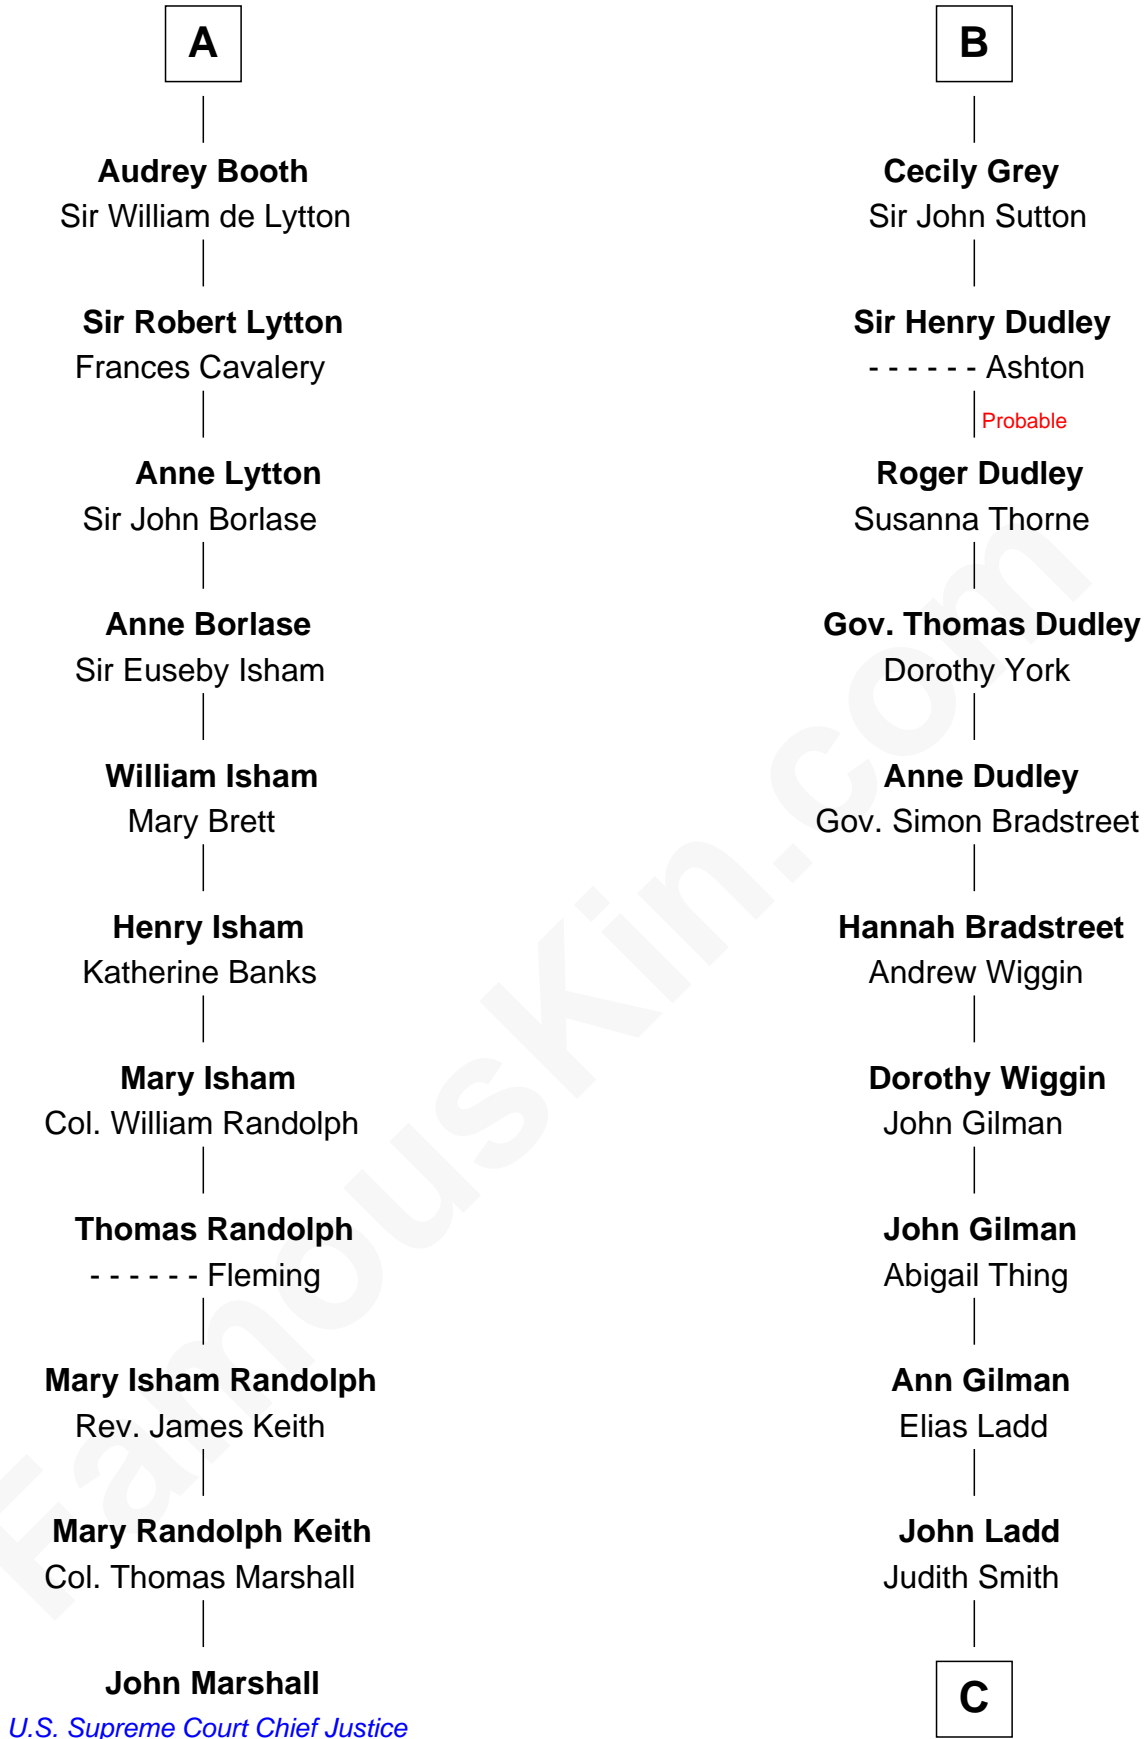 A
Audrey Booth
Sir William de Lytton
Sir Robert Lytton
Frances Cavalery
Anne Lytton
Sir John Borlase
Anne Borlase
Sir Euseby Isham
William Isham
Mary Brett
Henry Isham
Katherine Banks
Mary Isham
Col. William Randolph
Thomas Randolph
- - - - - - Fleming
Mary Isham Randolph
Rev. James Keith
Mary Randolph Keith
Col. Thomas Marshall
John Marshall
U.S. Supreme Court Chief Justice
B
Cecily Grey
Sir John Sutton
Sir Henry Dudley
- - - - - - Ashton
Probable
Roger Dudley
Susanna Thorne
Gov. Thomas Dudley
Dorothy York
Anne Dudley
Gov. Simon Bradstreet
Hannah Bradstreet
Andrew Wiggin
Dorothy Wiggin
John Gilman
John Gilman
Abigail Thing
Ann Gilman
Elias Ladd
John Ladd
Judith Smith
C
FamousKin.com